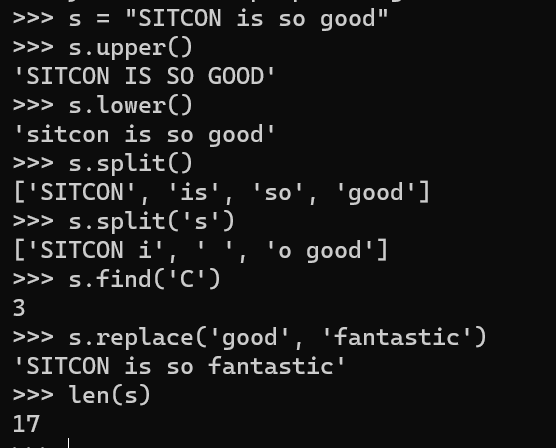 >>> s = "SITCON is so good"
>>> s.upper()
'SITCON IS SO GOOD'
>>> s.lower()
'sitcon is so good'
>>> s.split()
['SITCON', 'is', 'so', 'good']
>>> s.split('s')
['SITCON i', ' ', 'o good']
>>> s.find('C')
3
>>> s.replace('good', 'fantastic')
'SITCON is so fantastic'
>>> len(s)
17
>>>